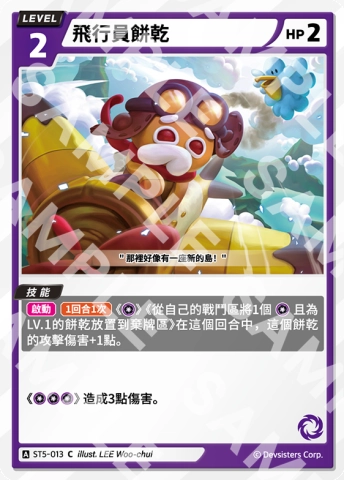 LEVEL
2
飛行員餅乾
HP 2
"那裡好像有一座新的島！"
技能
啟動 1回合1次 《 》《從自己的戰鬥區將1個 且為
LV.1的餅乾放置到棄牌區》在這個回合中，這個餅乾
的攻擊傷害+1點。
《 》造成3點傷害。
A ST5-013 C illust. LEE Woo-chui
© Devsisters Corp.
SAMPLE